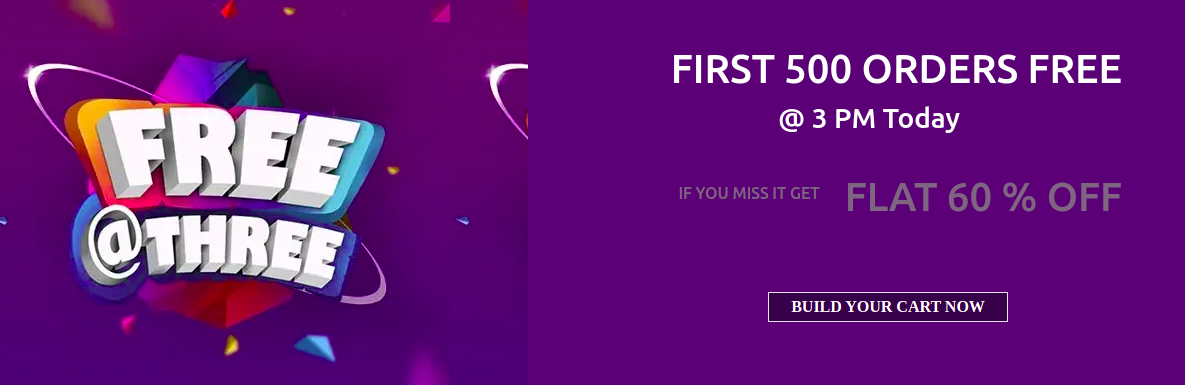 FREE
@THREE
FIRST 500 ORDERS FREE
@ 3 PM Today
IF YOU MISS IT GET FLAT 60 % OFF
BUILD YOUR CART NOW